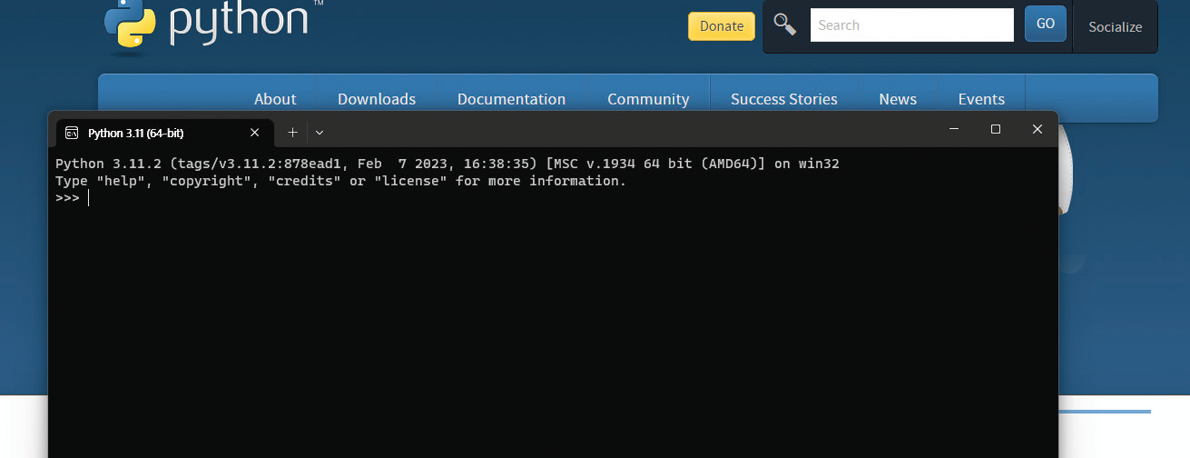 python™
Donate
Search
GO
Socialize
About Downloads Documentation Community Success Stories News Events
Python 3.11 (64-bit)
Python 3.11.2 (tags/v3.11.2:878ead1, Feb  7 2023, 16:38:35) [MSC v.1934 64 bit (AMD64)] on win32
Type "help", "copyright", "credits" or "license" for more information.
>>>